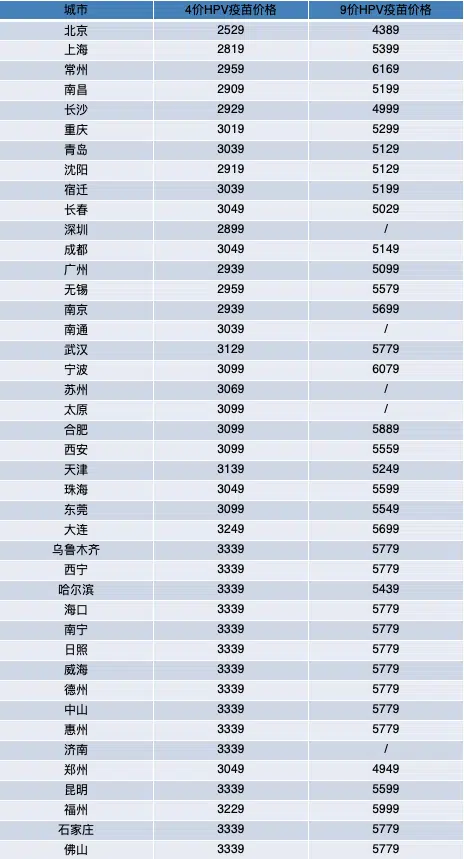 城市 4价HPV疫苗价格 9价HPV疫苗价格
北京 2529 4389
上海 2819 5399
常州 2959 6169
南昌 2909 5199
长沙 2929 4999
重庆 3019 5299
青岛 3039 5129
沈阳 2919 5129
宿迁 3039 5199
长春 3049 5029
深圳 2899 /
成都 3049 5149
广州 2939 5099
无锡 2959 5579
南京 2939 5699
南通 3039 /
武汉 3129 5779
宁波 3099 6079
苏州 3069 /
太原 3099 /
合肥 3099 5889
西安 3099 5559
天津 3139 5249
珠海 3049 5599
东莞 3099 5549
大连 3249 5699
乌鲁木齐 3339 5779
西宁 3339 5779
哈尔滨 3339 5439
海口 3339 5779
南宁 3339 5779
日照 3339 5779
威海 3339 5779
德州 3339 5779
中山 3339 5779
惠州 3339 5779
济南 3339 /
郑州 3049 4949
昆明 3339 5599
福州 3229 5999
石家庄 3339 5779
佛山 3339 5779